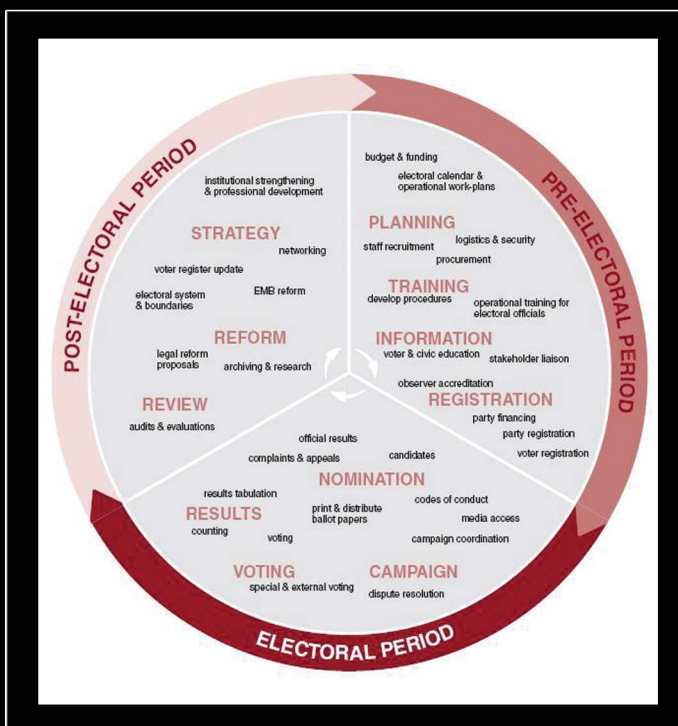 POST-ELECTORAL PERIOD
institutional strengthening
& professional development
STRATEGY
networking
voter register update
EMB reform
electoral system
& boundaries
REFORM
legal reform
proposals
archiving & research
REVIEW
audits & evaluations
PRE-ELECTORAL PERIOD
budget & funding
electoral calendar &
operational work-plans
PLANNING
logistics & security
staff recruitment
procurement
TRAINING
develop procedures
operational training for
electoral officials
INFORMATION
voter & civic education
stakeholder liaison
observer accreditation
REGISTRATION
party financing
party registration
voter registration
official results
complaints & appeals
candidates
NOMINATION
results tabulation
codes of conduct
print & distribute
ballot papers
RESULTS
media access
counting
voting
campaign coordination
VOTING
CAMPAIGN
special & external voting
dispute resolution
ELECTORAL PERIOD